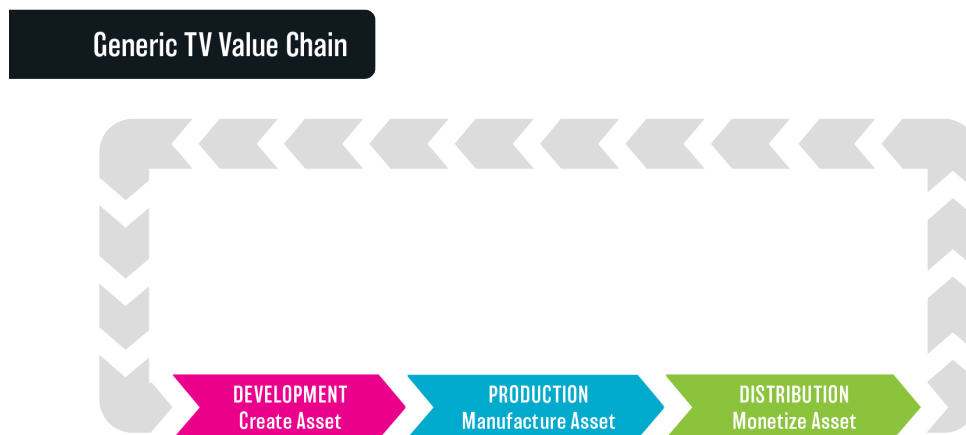 Generic TV Value Chain
DEVELOPMENT
Create Asset
PRODUCTION
Manufacture Asset
DISTRIBUTION
Monetize Asset